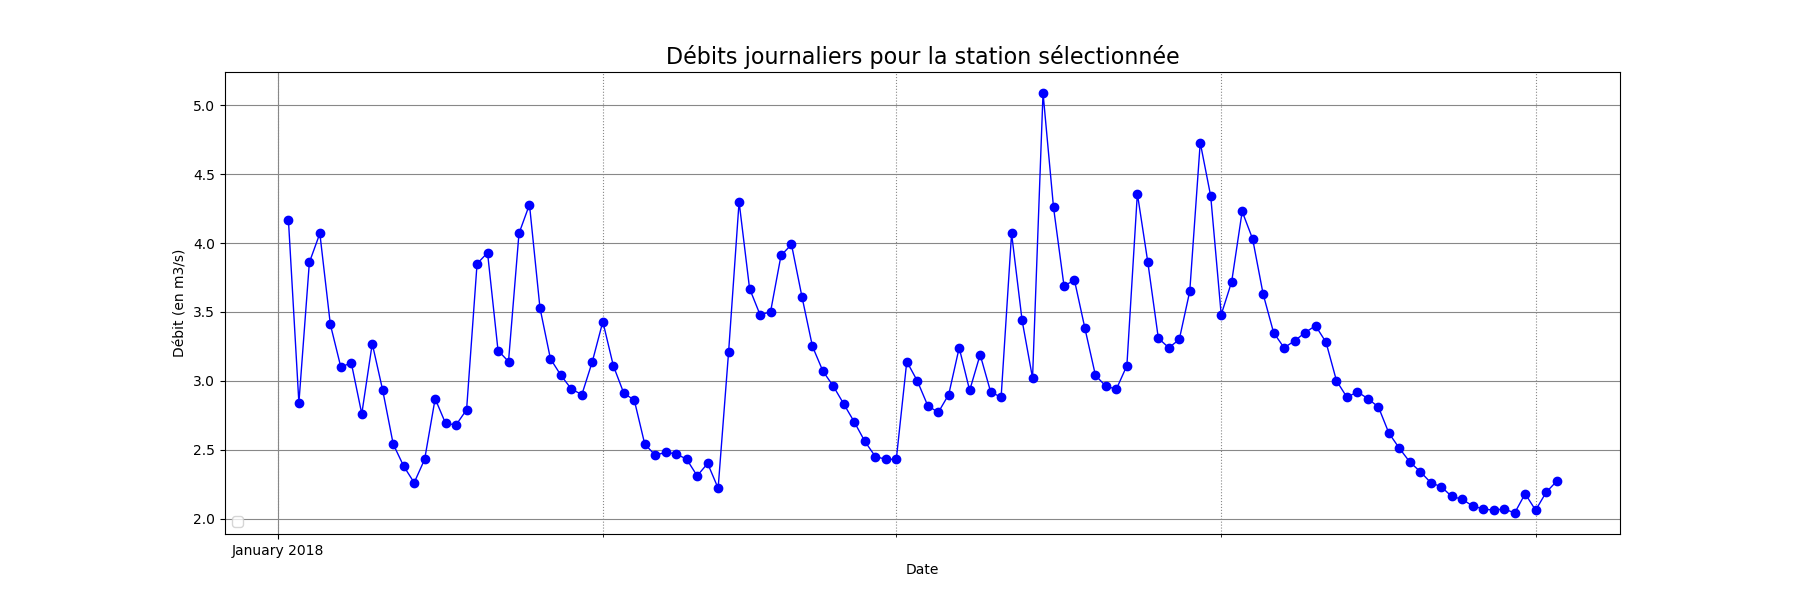 Débits journaliers pour la station sélectionnée
Débit (en m3/s)
5.0
4.5
4.0
3.5
3.0
2.5
2.0
January 2018
Date